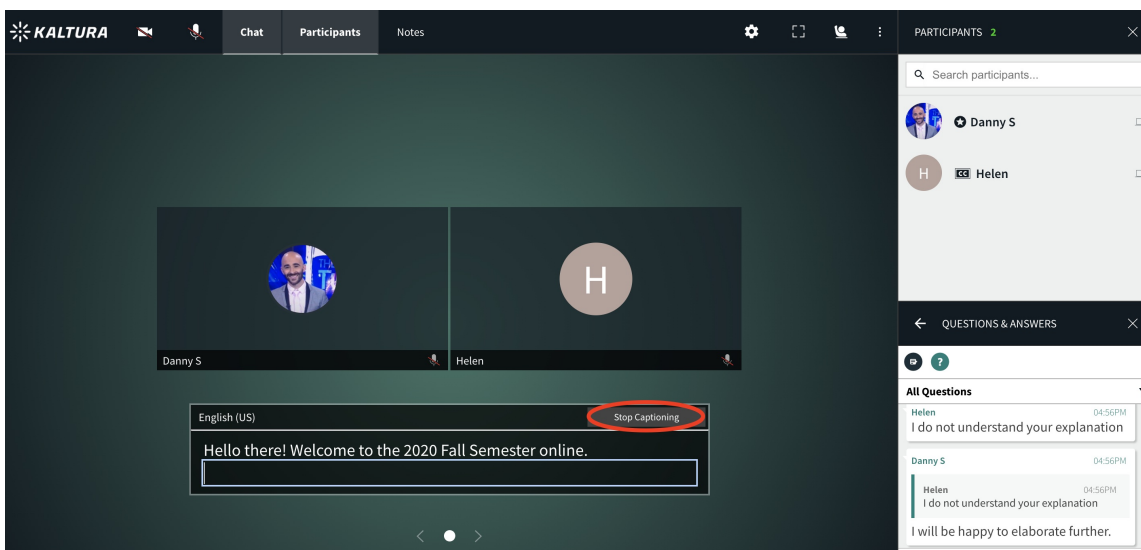 KALTURA Chat Participants Notes
PARTICIPANTS 2
Search participants...
Danny S
H CC Helen
H
Danny S
Helen
English (US) Stop Captioning
Hello there! Welcome to the 2020 Fall Semester online.
QUESTIONS & ANSWERS
?
All Questions
Helen 04:56PM
I do not understand your explanation
Danny S 04:56PM
Helen 04:56PM
I do not understand your explanation
I will be happy to elaborate further.